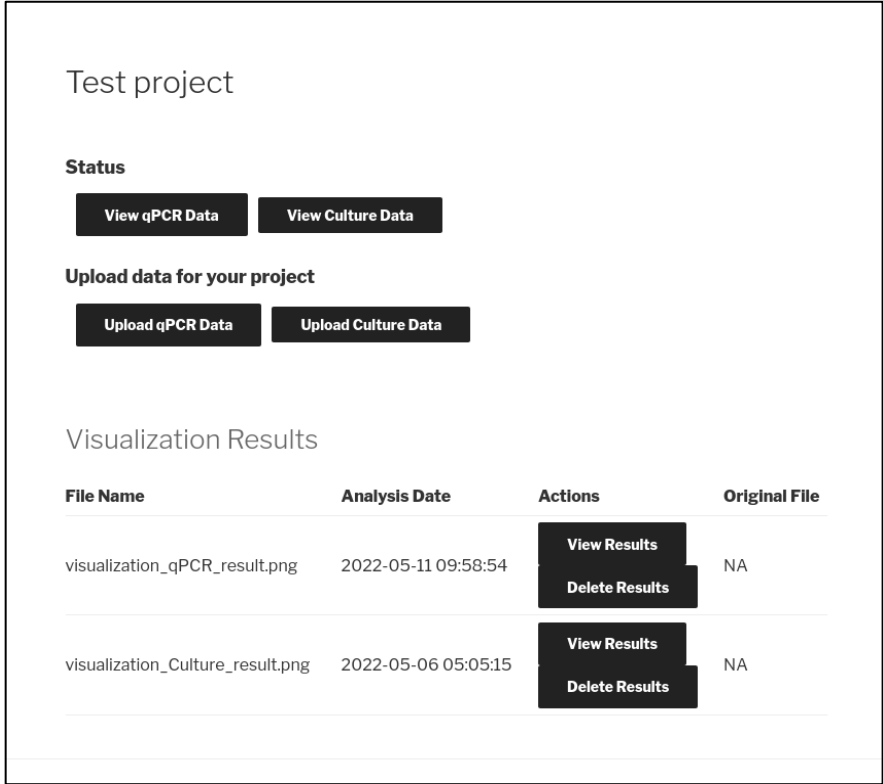 Test project
Status
View qPCR Data View Culture Data
Upload data for your project
Upload qPCR Data Upload Culture Data
Visualization Results
File Name Analysis Date Actions Original File
View Results
visualization_qPCR_result.png 2022-05-11 09:58:54 NA
Delete Results
View Results
visualization_Culture_result.png 2022-05-06 05:05:15 NA
Delete Results